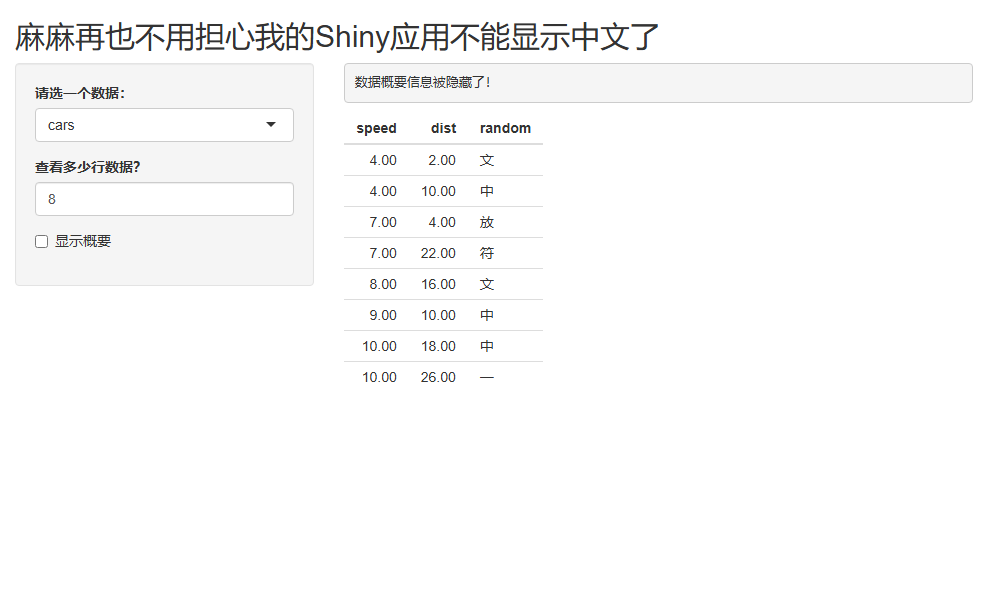 麻麻再也不用担心我的Shiny应用不能显示中文了
请选一个数据：
cars
查看多少行数据？
8
显示概要
数据概要信息被隐藏了！
speed dist random
4.00 2.00 文
4.00 10.00 中
7.00 4.00 放
7.00 22.00 符
8.00 16.00 文
9.00 10.00 中
10.00 18.00 中
10.00 26.00 一